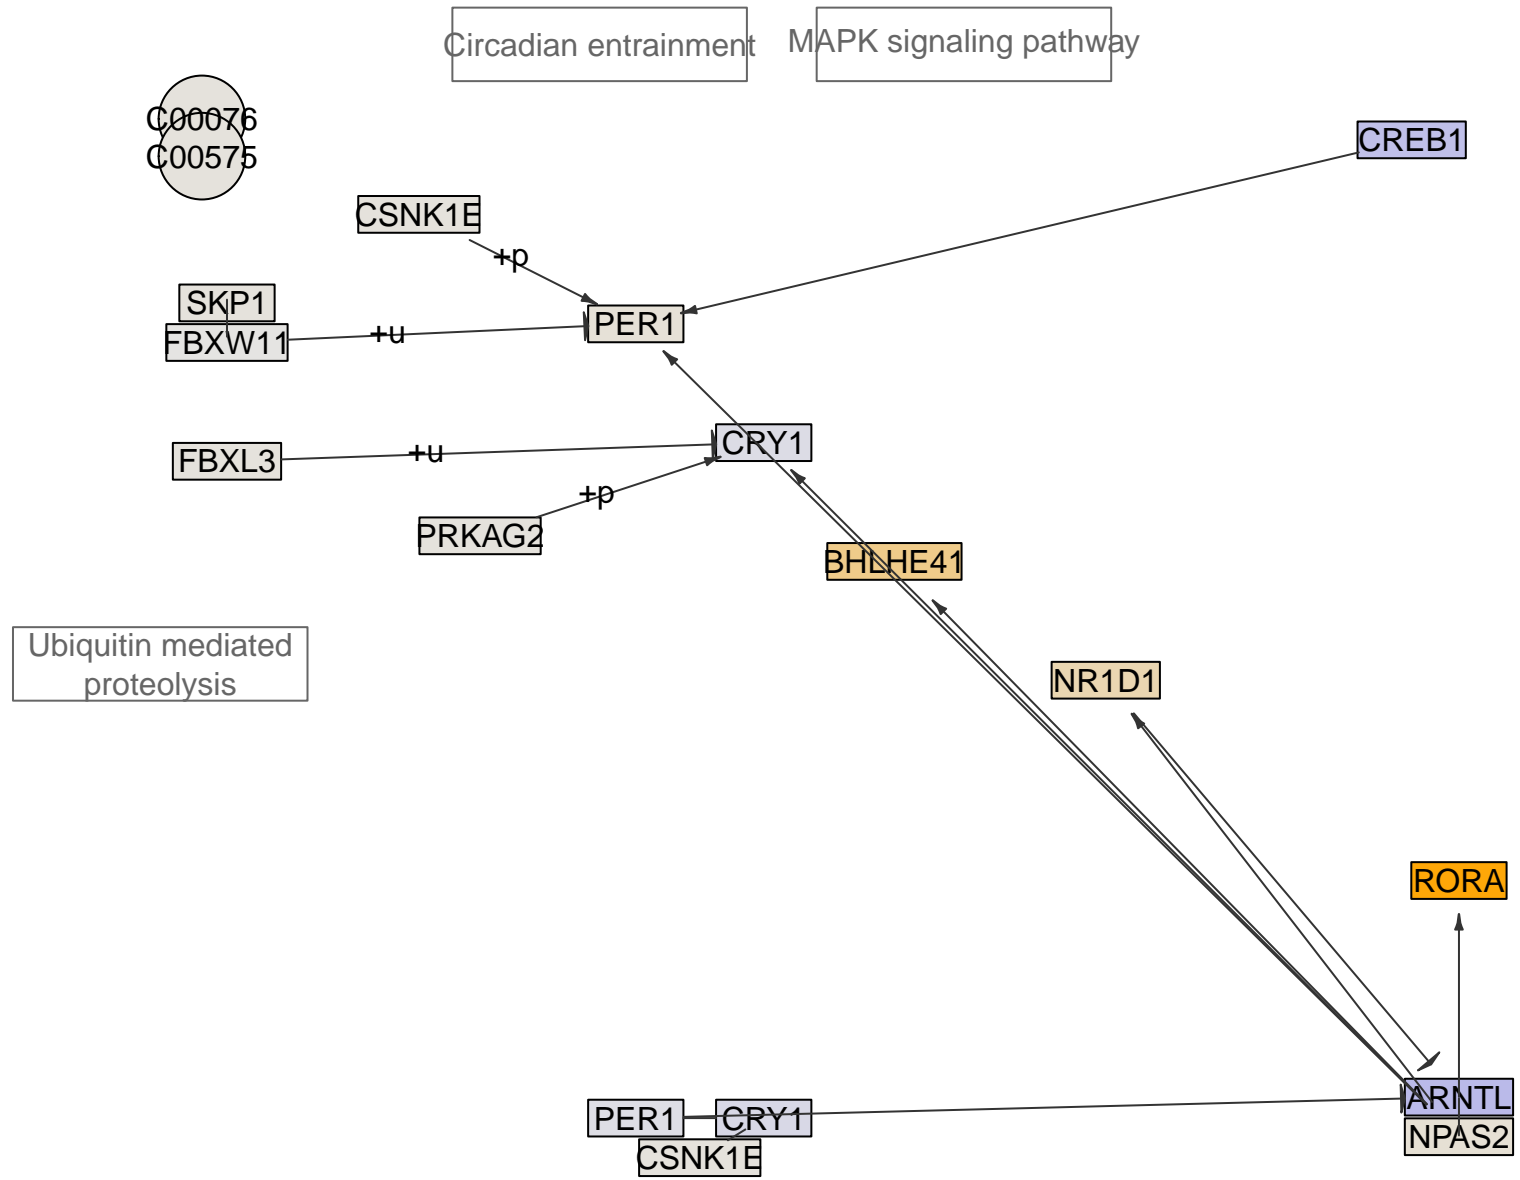 Circadian entrainment
MAPK signaling pathway
C00076
C00575
CREB1
CSNK1E
+p
SKP1
PER1
FBXW11
+u
CRY1
FBXL3
+u
+p
PRKAG2
BHLHE41
Ubiquitin mediated
proteolysis
NR1D1
RORA
ARNTL
PER1
CRY1
NPAS2
CSNK1E